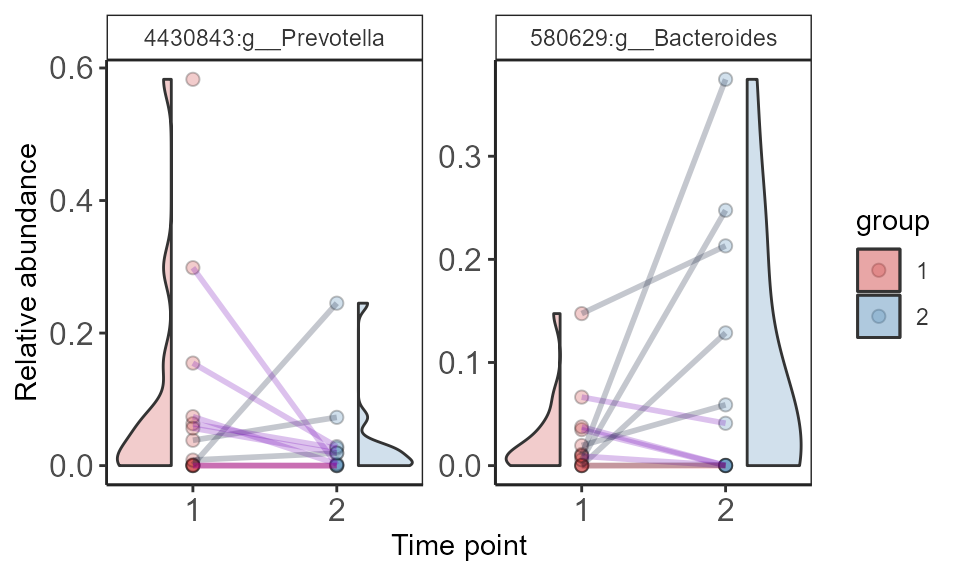 4430843:g__Prevotella
580629:g__Bacteroides
Relative abundance
0.6
0.4
0.2
0.0
0.3
0.2
0.1
0.0
1
2
1
2
Time point
group
1
2